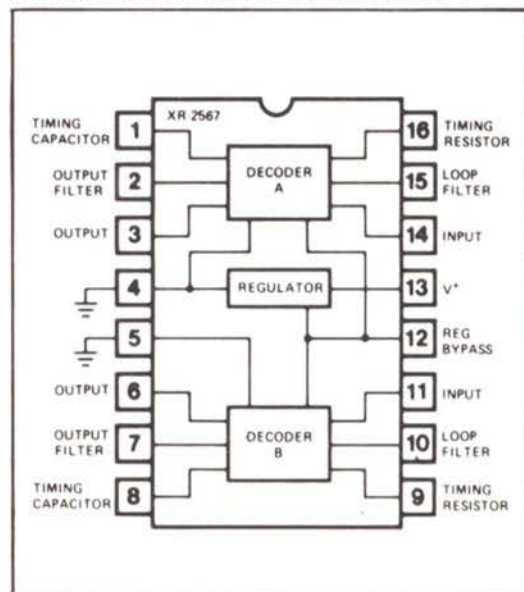 XR 2567
TIMING
CAPACITOR
1
OUTPUT
FILTER
2
OUTPUT
3
4
5
OUTPUT
6
OUTPUT
FILTER
7
TIMING
CAPACITOR
8
DECODER
A
REGULATOR
DECODER
B
16
TIMING
RESISTOR
15
LOOP
FILTER
14
INPUT
13
V+
12
REG
BYPASS
11
INPUT
10
LOOP
FILTER
9
TIMING
RESISTOR